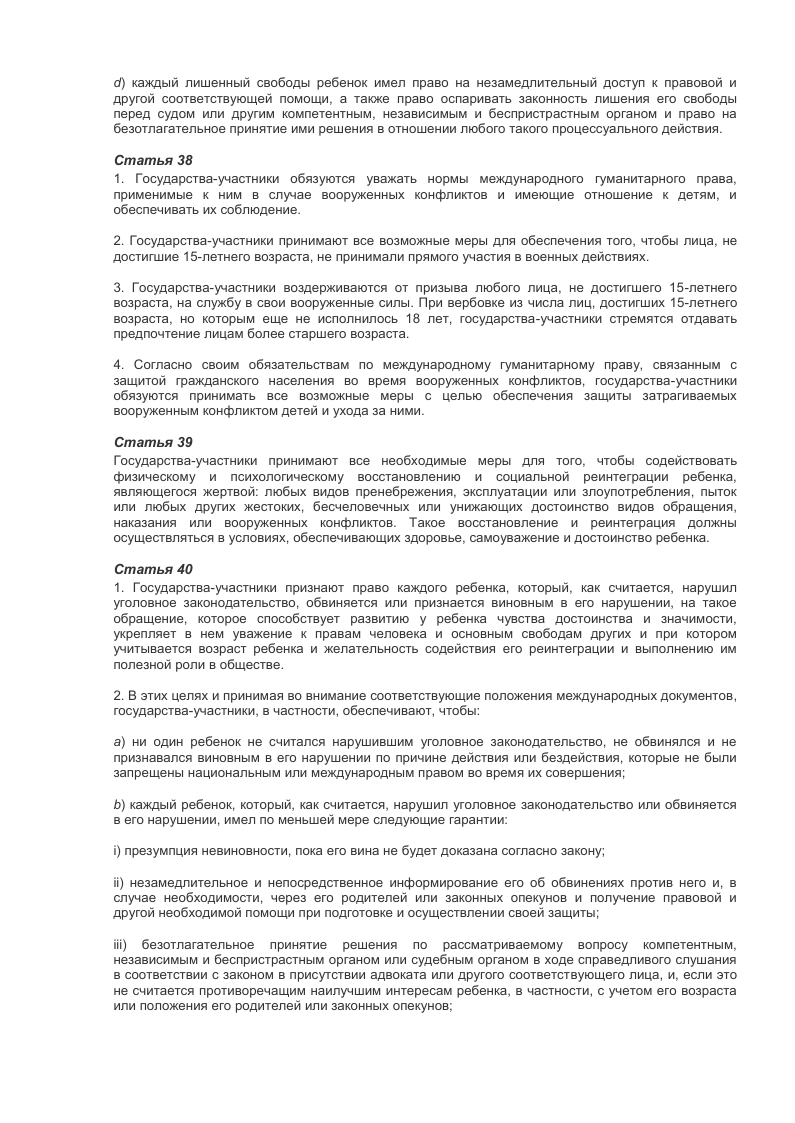 d) каждый лишенный свободы ребенок имел право на незамедлительный доступ к правовой и
другой соответствующей помощи, а также право оспаривать законность лишения его свободы
перед судом или другим компетентным, независимым и беспристрастным органом и право на
безотлагательное принятие ими решения в отношении любого такого процессуального действия.
Статья 38
1. Государства-участники обязуются уважать нормы международного гуманитарного права,
применимые к ним в случае вооруженных конфликтов и имеющие отношение к детям, и
обеспечивать их соблюдение.
2. Государства-участники принимают все возможные меры для обеспечения того, чтобы лица, не
достигшие 15-летнего возраста, не принимали прямого участия в военных действиях.
3. Государства-участники воздерживаются от призыва любого лица, не достигшего 15-летнего
возраста, на службу в свои вооруженные силы. При вербовке из числа лиц, достигших 15-летнего
возраста, но которым еще не исполнилось 18 лет, государства-участники стремятся отдавать
предпочтение лицам более старшего возраста.
4. Согласно своим обязательствам по международному гуманитарному праву, связанным с
защитой гражданского населения во время вооруженных конфликтов, государства-участники
обязуются принимать все возможные меры с целью обеспечения защиты затрагиваемых
вооруженным конфликтом детей и ухода за ними.
Статья 39
Государства-участники принимают все необходимые меры для того, чтобы содействовать
физическому и психологическому восстановлению и социальной реинтеграции ребенка,
являющегося жертвой: любых видов пренебрежения, эксплуатации или злоупотребления, пыток
или любых других жестоких, бесчеловечных или унижающих достоинство видов обращения,
наказания или вооруженных конфликтов. Такое восстановление и реинтеграция должны
осуществляться в условиях, обеспечивающих здоровье, самоуважение и достоинство ребенка.
Статья 40
1. Государства-участники признают право каждого ребенка, который, как считается, нарушил
уголовное законодательство, обвиняется или признается виновным в его нарушении, на такое
обращение, которое способствует развитию у ребенка чувства достоинства и значимости,
укрепляет в нем уважение к правам человека и основным свободам других и при котором
учитывается возраст ребенка и желательность содействия его реинтеграции и выполнению им
полезной роли в обществе.
2. В этих целях и принимая во внимание соответствующие положения международных документов,
государства-участники, в частности, обеспечивают, чтобы:
a) ни один ребенок не считался нарушившим уголовное законодательство, не обвинялся и не
признавался виновным в его нарушении по причине действия или бездействия, которые не были
запрещены национальным или международным правом во время их совершения;
b) каждый ребенок, который, как считается, нарушил уголовное законодательство или обвиняется
в его нарушении, имел по меньшей мере следующие гарантии:
i) презумпция невиновности, пока его вина не будет доказана согласно закону;
ii) незамедлительное и непосредственное информирование его об обвинениях против него и, в
случае необходимости, через его родителей или законных опекунов и получение правовой и
другой необходимой помощи при подготовке и осуществлении своей защиты;
iii) безотлагательное принятие решения по рассматриваемому вопросу компетентным,
независимым и беспристрастным органом или судебным органом в ходе справедливого слушания
в соответствии с законом в присутствии адвоката или другого соответствующего лица, и, если это
не считается противоречащим наилучшим интересам ребенка, в частности, с учетом его возраста
или положения его родителей или законных опекунов;